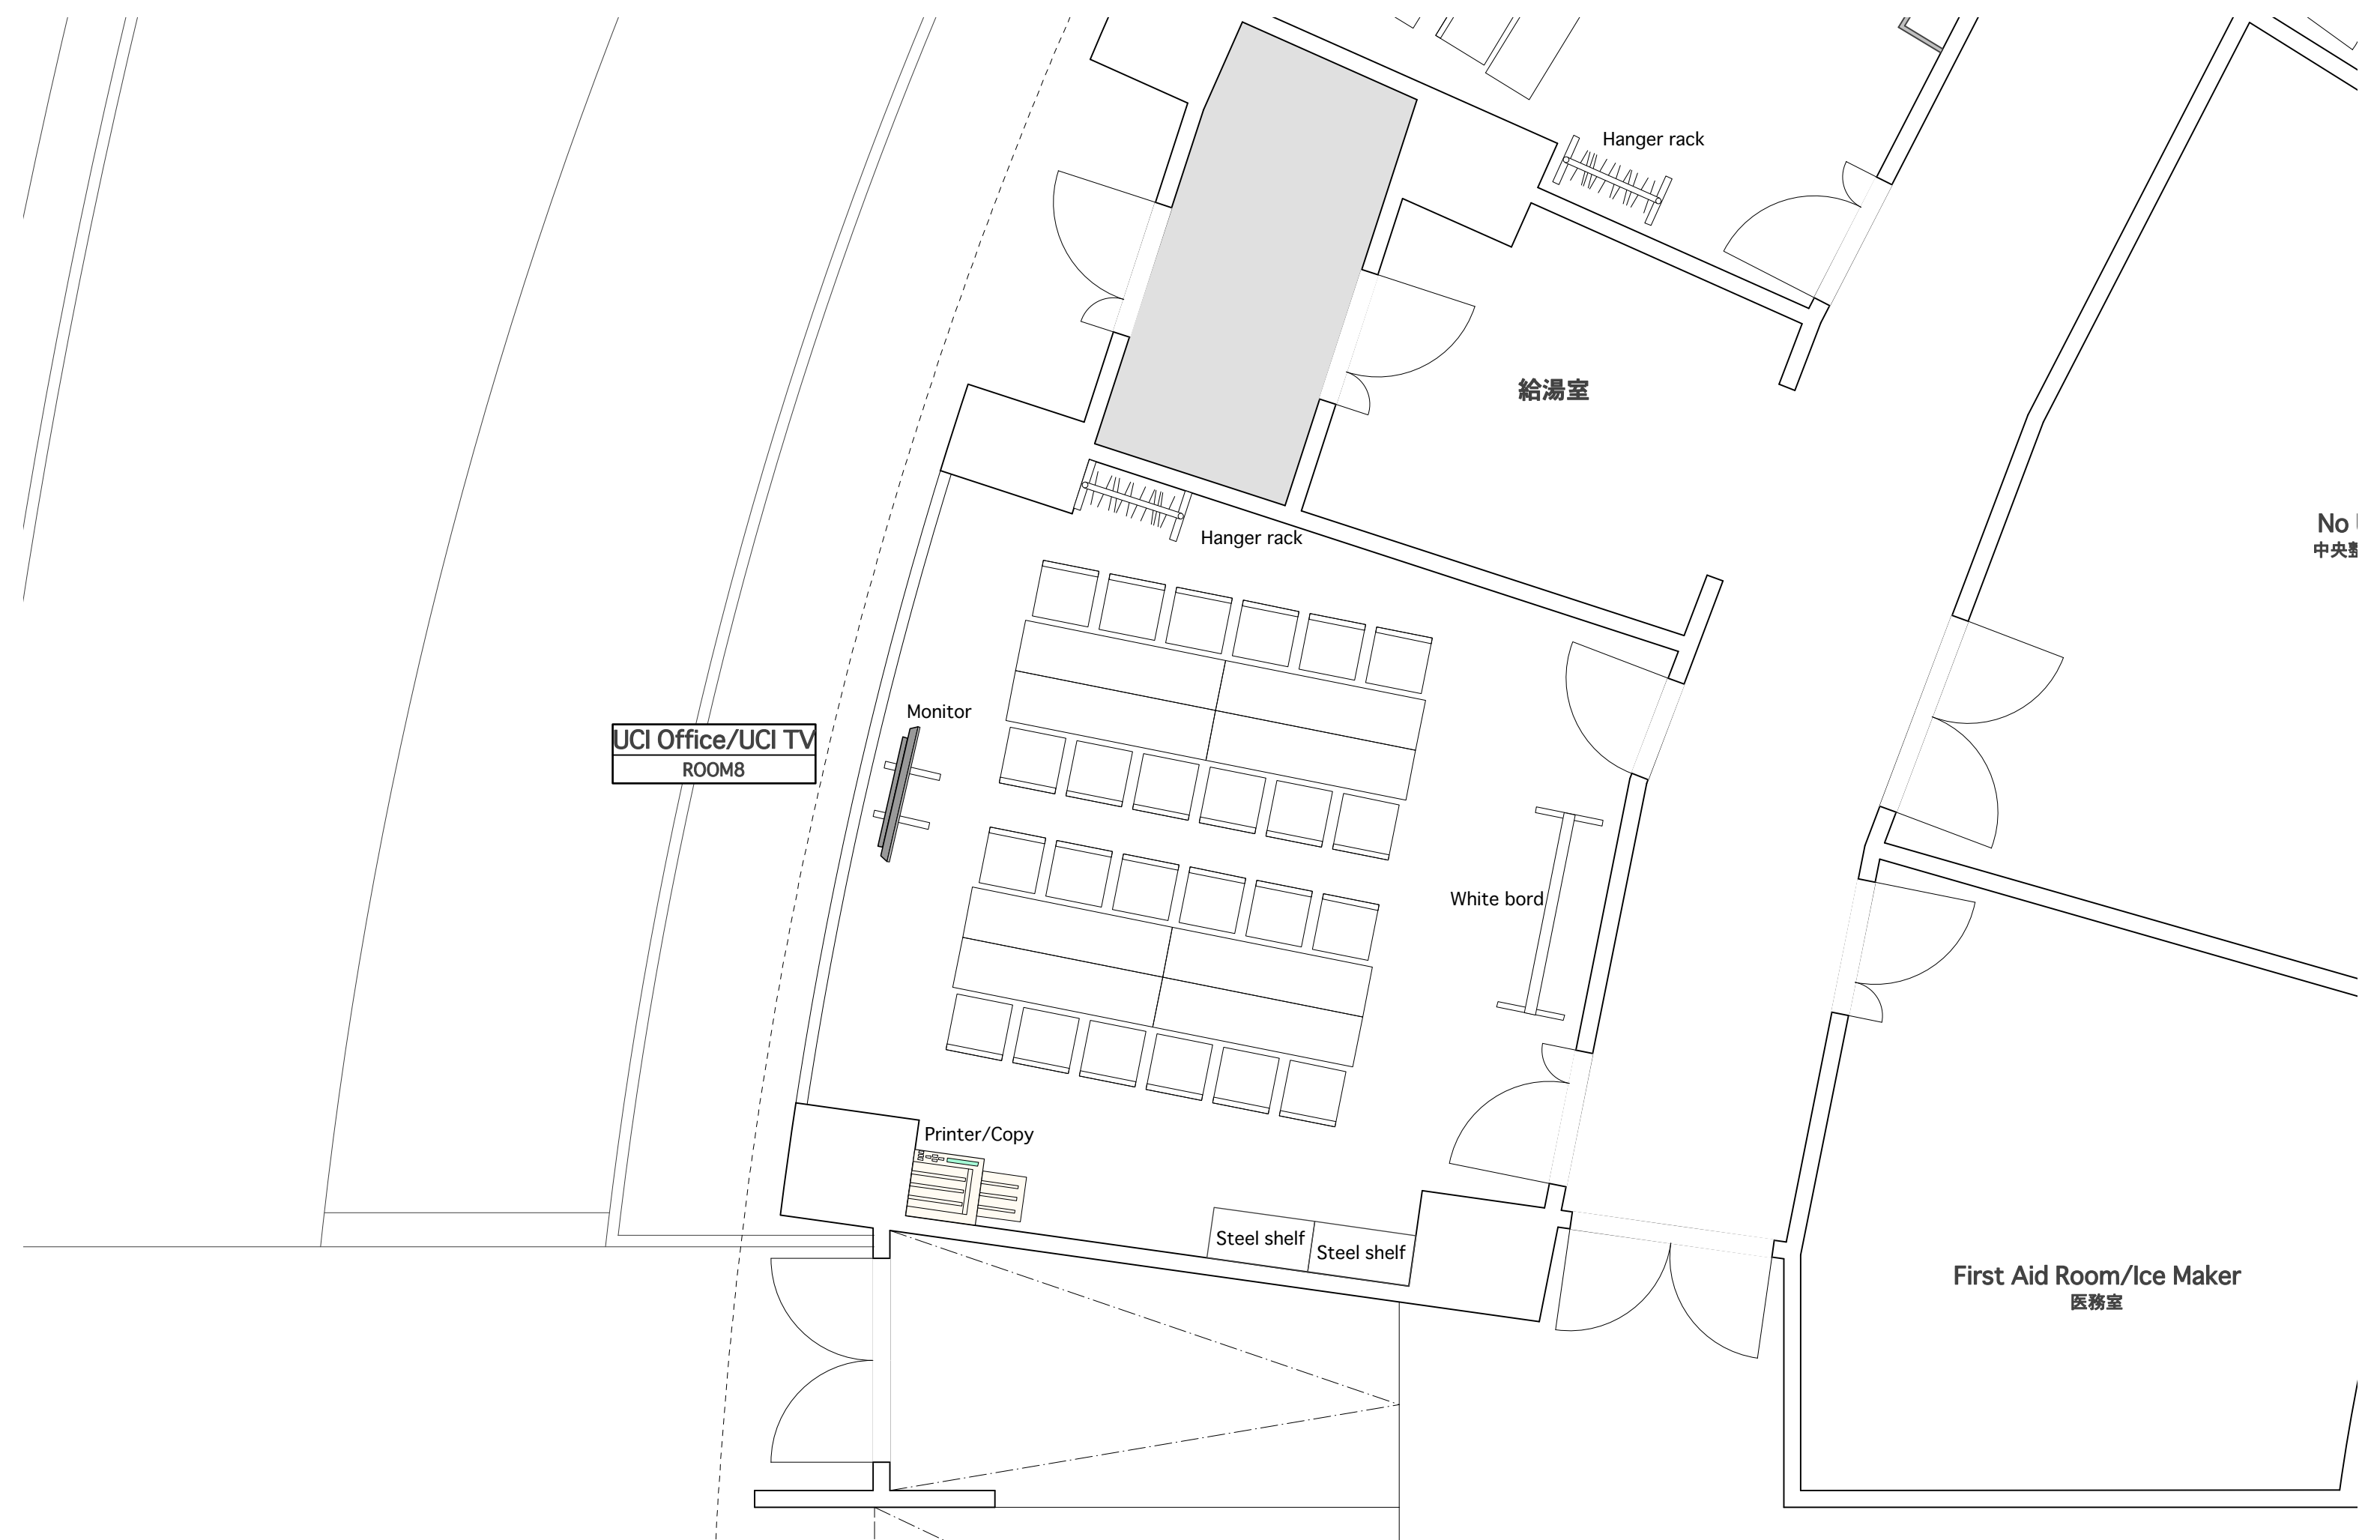 Hanger rack
給湯室
No
Hanger rack
Monitor
UCI Office/UCI TV
ROOM8
White bord
Printer/Copy
Steel shelf
Steel shelf
First Aid Room/Ice Maker
医務室
中央